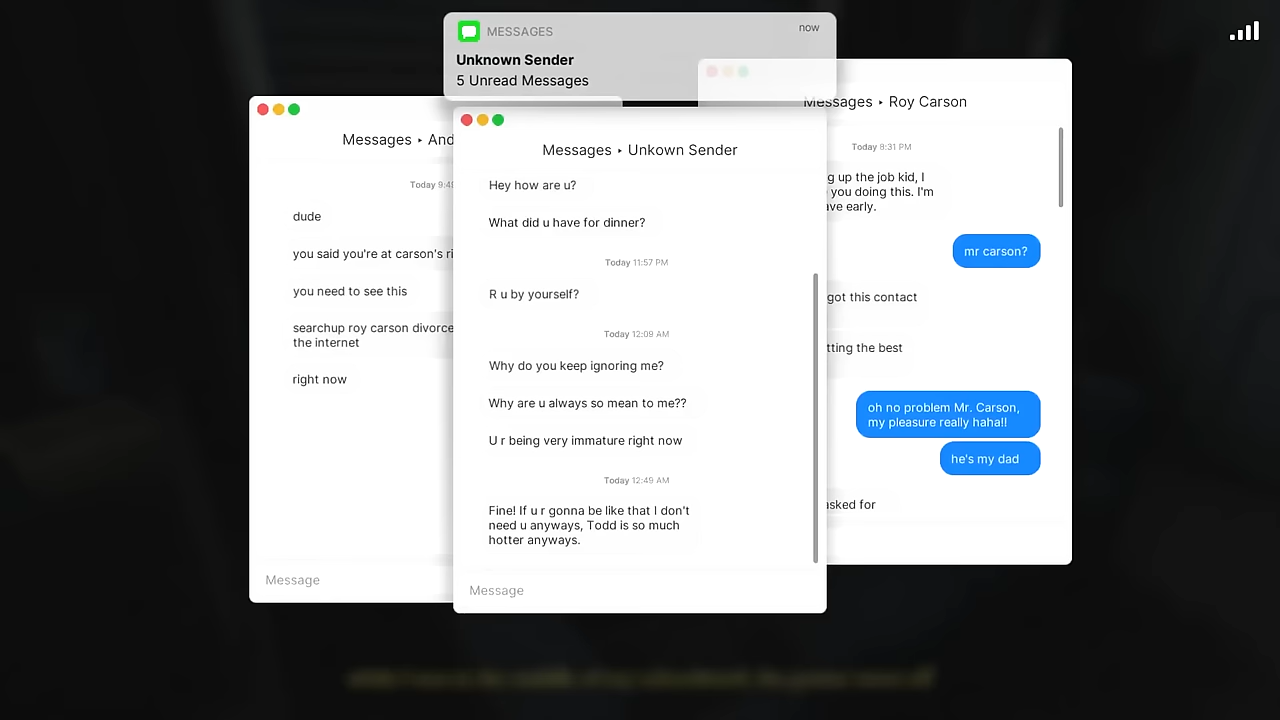 MESSAGES
now
Unknown Sender
5 Unread Messages
Messages ‣ And
Today 9:4
dude
you said you're at carson's ri
you need to see this
searchup roy carson divorce
the internet
right now
Message
Messages ‣ Unkown Sender
Hey how are u?
What did u have for dinner?
Today 11:57 PM
R u by yourself?
Today 12:09 AM
Why do you keep ignoring me?
Why are u always so mean to me??
U r being very immature right now
Today 12:49 AM
Fine! If u r gonna be like that I don't
need u anyways, Todd is so much
hotter anyways.
Message
Messages ‣ Roy Carson
Today 8:31 PM
g up the job kid, I
you doing this. I'm
ave early.
mr carson?
got this contact
tting the best
oh no problem Mr. Carson,
my pleasure really haha!!
he's my dad
asked for